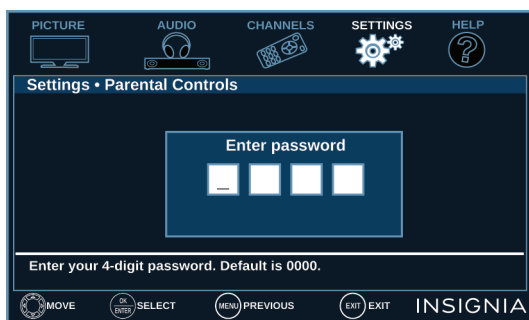 PICTURE AUDIO CHANNELS SETTINGS HELP
?
Settings • Parental Controls
Enter password
_
Enter your 4-digit password. Default is 0000.
MOVE OK ENTER SELECT MENU PREVIOUS EXIT EXIT INSIGNIA